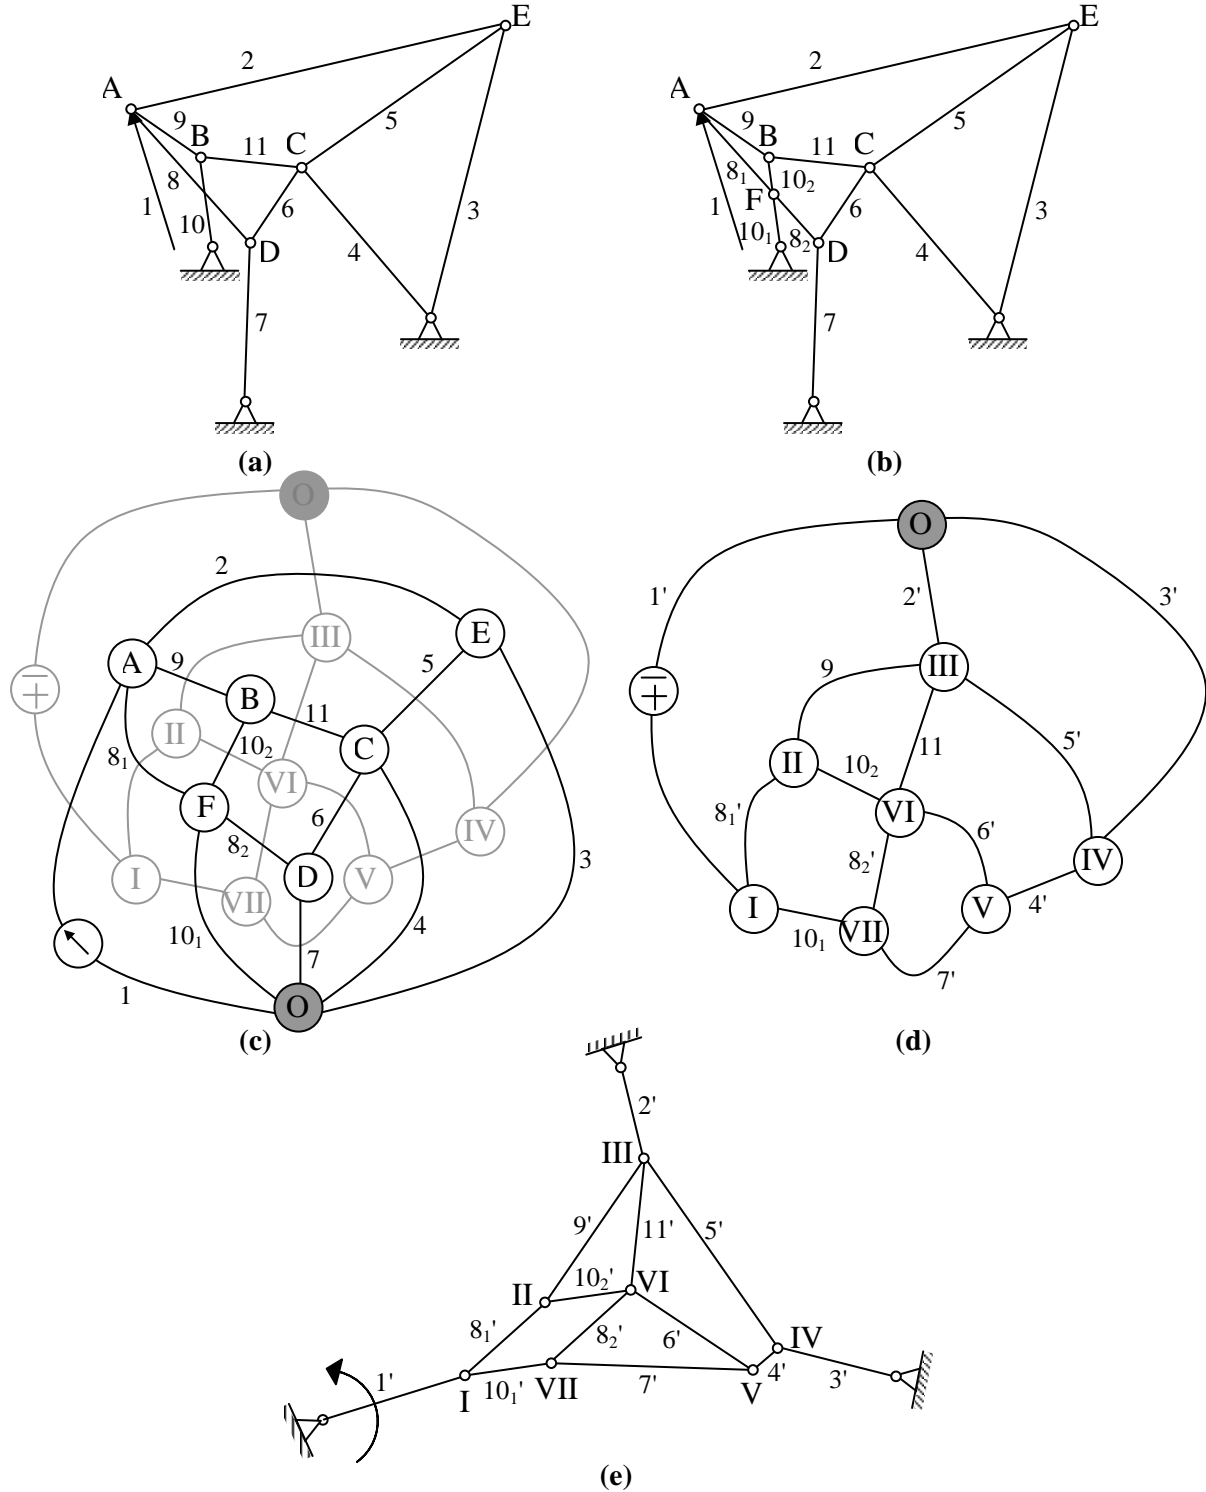 E
2
A
9
B
11
C
5
8
1
10
6
D
4
3
7
(a)
E
2
A
9
B
11
C
5
8₁
10₂
F
1
10₁
8₂
6
D
4
3
7
(b)
O
2
III
E
A
9
5
B
11
II
C
8₁
10₂
VI
F
6
IV
8₂
I
D
V
VII
3
10₁
4
7
1
O
(c)
O
1'
2'
3'
∓
III
9
11
5'
II
10₂
8₁'
VI
6'
8₂'
IV
I
V
4'
10₁
VII
7'
(d)
2'
III
9'
11'
5'
10₂'
VI
II
8₁'
8₂'
6'
IV
1'
I
10₁'
VII
7'
V
4'
3'
(e)